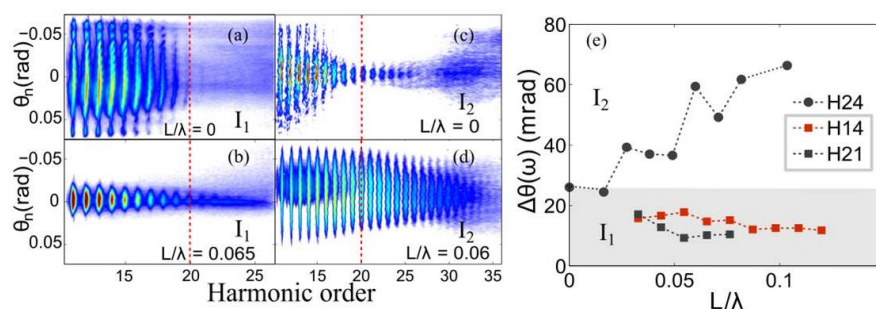 θₙ(rad)
-0.05
0
0.05
(a)
I₁
L/λ = 0
(c)
I₂
L/λ = 0
θₙ(rad)
-0.05
0
0.05
(b)
I₁
L/λ = 0.065
(d)
I₂
L/λ = 0.06
15 20 25
15 20 25 30 35
Harmonic order
(e)
Δθ(ω) (mrad)
80
60
40
20
0
I₂
I₁
H24
H14
H21
0 0.05 0.1
L/λ